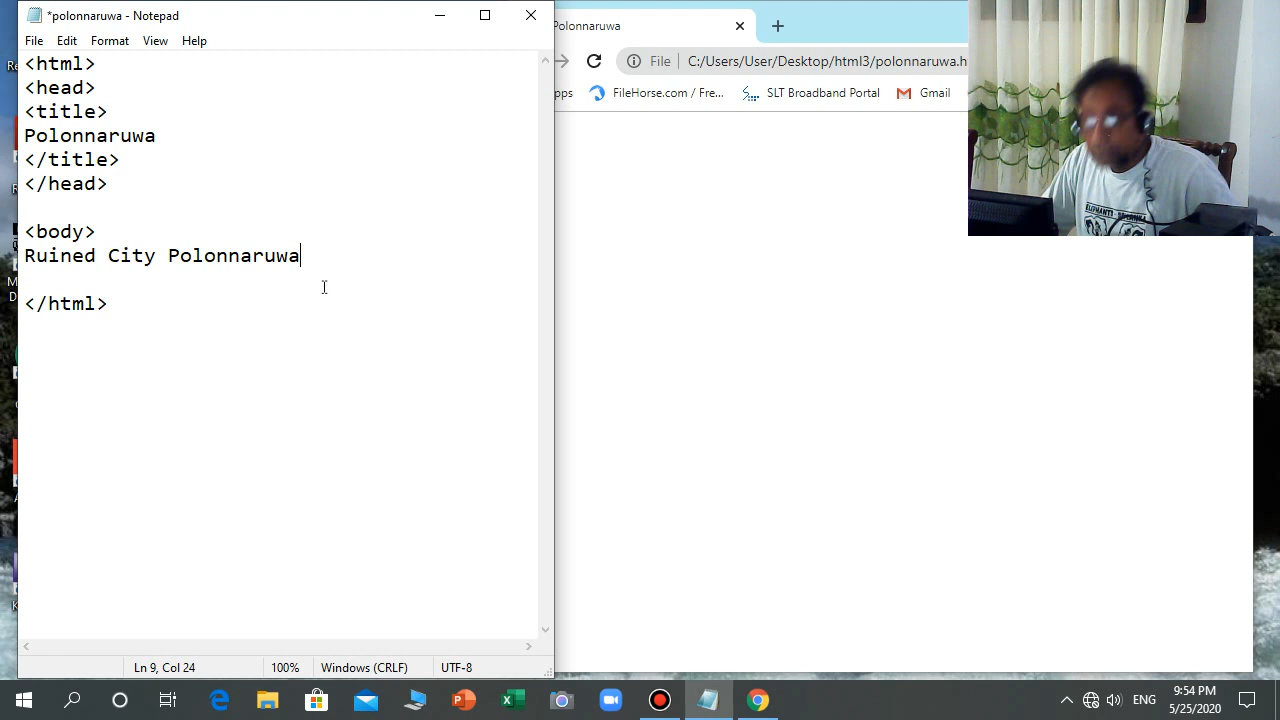 *polonnaruwa - Notepad
File Edit Format View Help
<html>
<head>
<title>
Polonnaruwa
</title>
</head>
<body>
Ruined City Polonnaruwa
</html>
Ln 9, Col 24 100% Windows (CRLF) UTF-8
Polonnaruwa
File C:/Users/User/Desktop/html3/polonnaruwa.h
pps FileHorse.com / Fre... SLT Broadband Portal Gmail
ENG
9:54 PM
5/25/2020